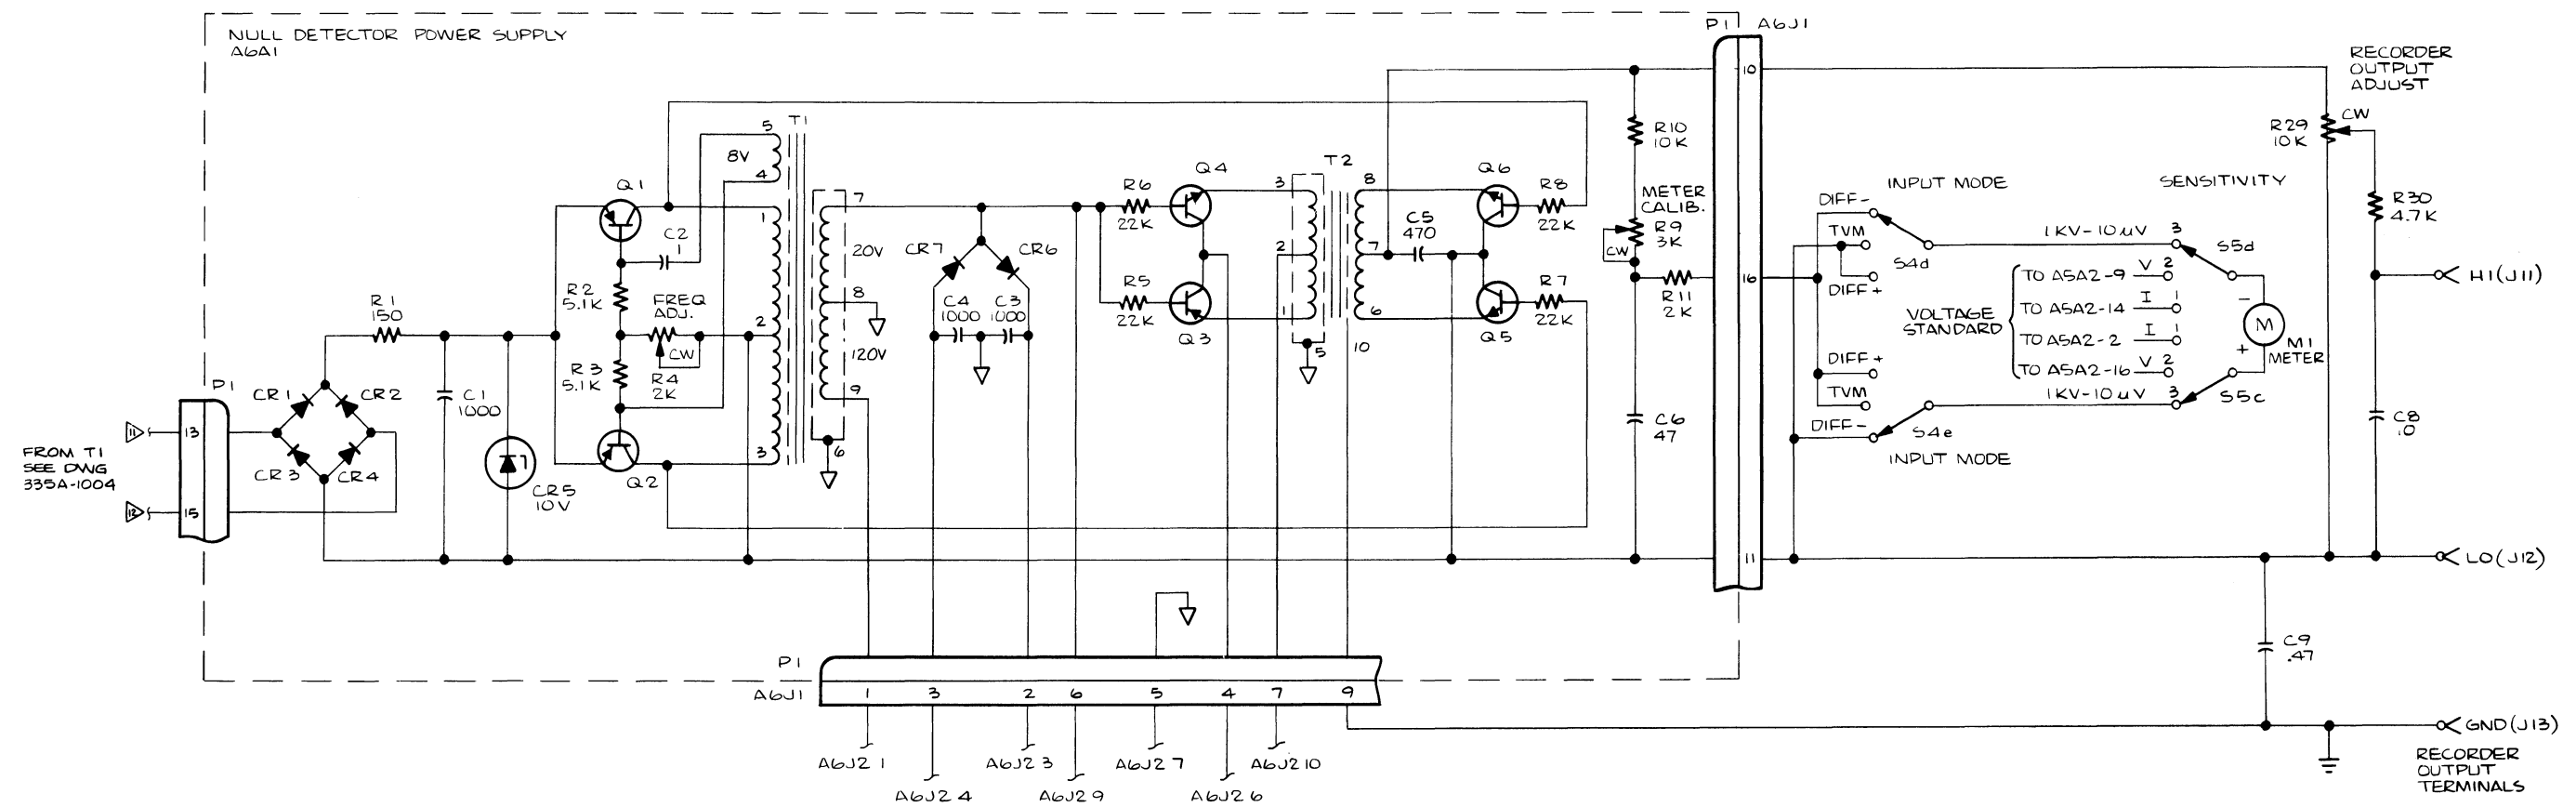 NULL DETECTOR POWER SUPPLY
A6A1
P1
A6J1
10
16
11
RECORDER
OUTPUT
ADJUST
CW
R29
10K
R30
4.7K
HI(J11)
C8
10
LO(J12)
C9
.47
GND(J13)
RECORDER
OUTPUT
TERMINALS
FROM T1
SEE DWG
335A-1004
11
12
P1
13
15
CR1
CR2
CR3
CR4
R1
150
C1
1000
CR5
10V
Q1
C2
1
R2
5.1K
FREQ
ADJ.
CW
R3
5.1K
R4
2K
Q2
T1
5
8V
4
1
2
3
7
20V
8
120V
9
6
CR7
CR6
C4
1000
C3
1000
R6
22K
R5
22K
Q4
Q3
T2
3
2
1
5
8
7
6
10
C5
470
Q6
Q5
R8
22K
R7
22K
R10
10K
METER
CALIB.
R9
3K
CW
R11
2K
C6
47
INPUT MODE
DIFF-
TVM
DIFF+
S4d
SENSITIVITY
1KV-10µV
3
S5d
VOLTAGE
STANDARD
TO A5A2-9 V 2
TO A5A2-14 I 1
TO A5A2-2 I 1
TO A5A2-16 V 2
-
M
+
M1
METER
1KV-10µV
3
S5c
DIFF+
TVM
DIFF-
S4e
INPUT MODE
P1
A6J1
1
3
2
6
5
4
7
9
A6J2 1
A6J2 4
A6J2 3
A6J2 9
A6J2 7
A6J2 6
A6J2 10